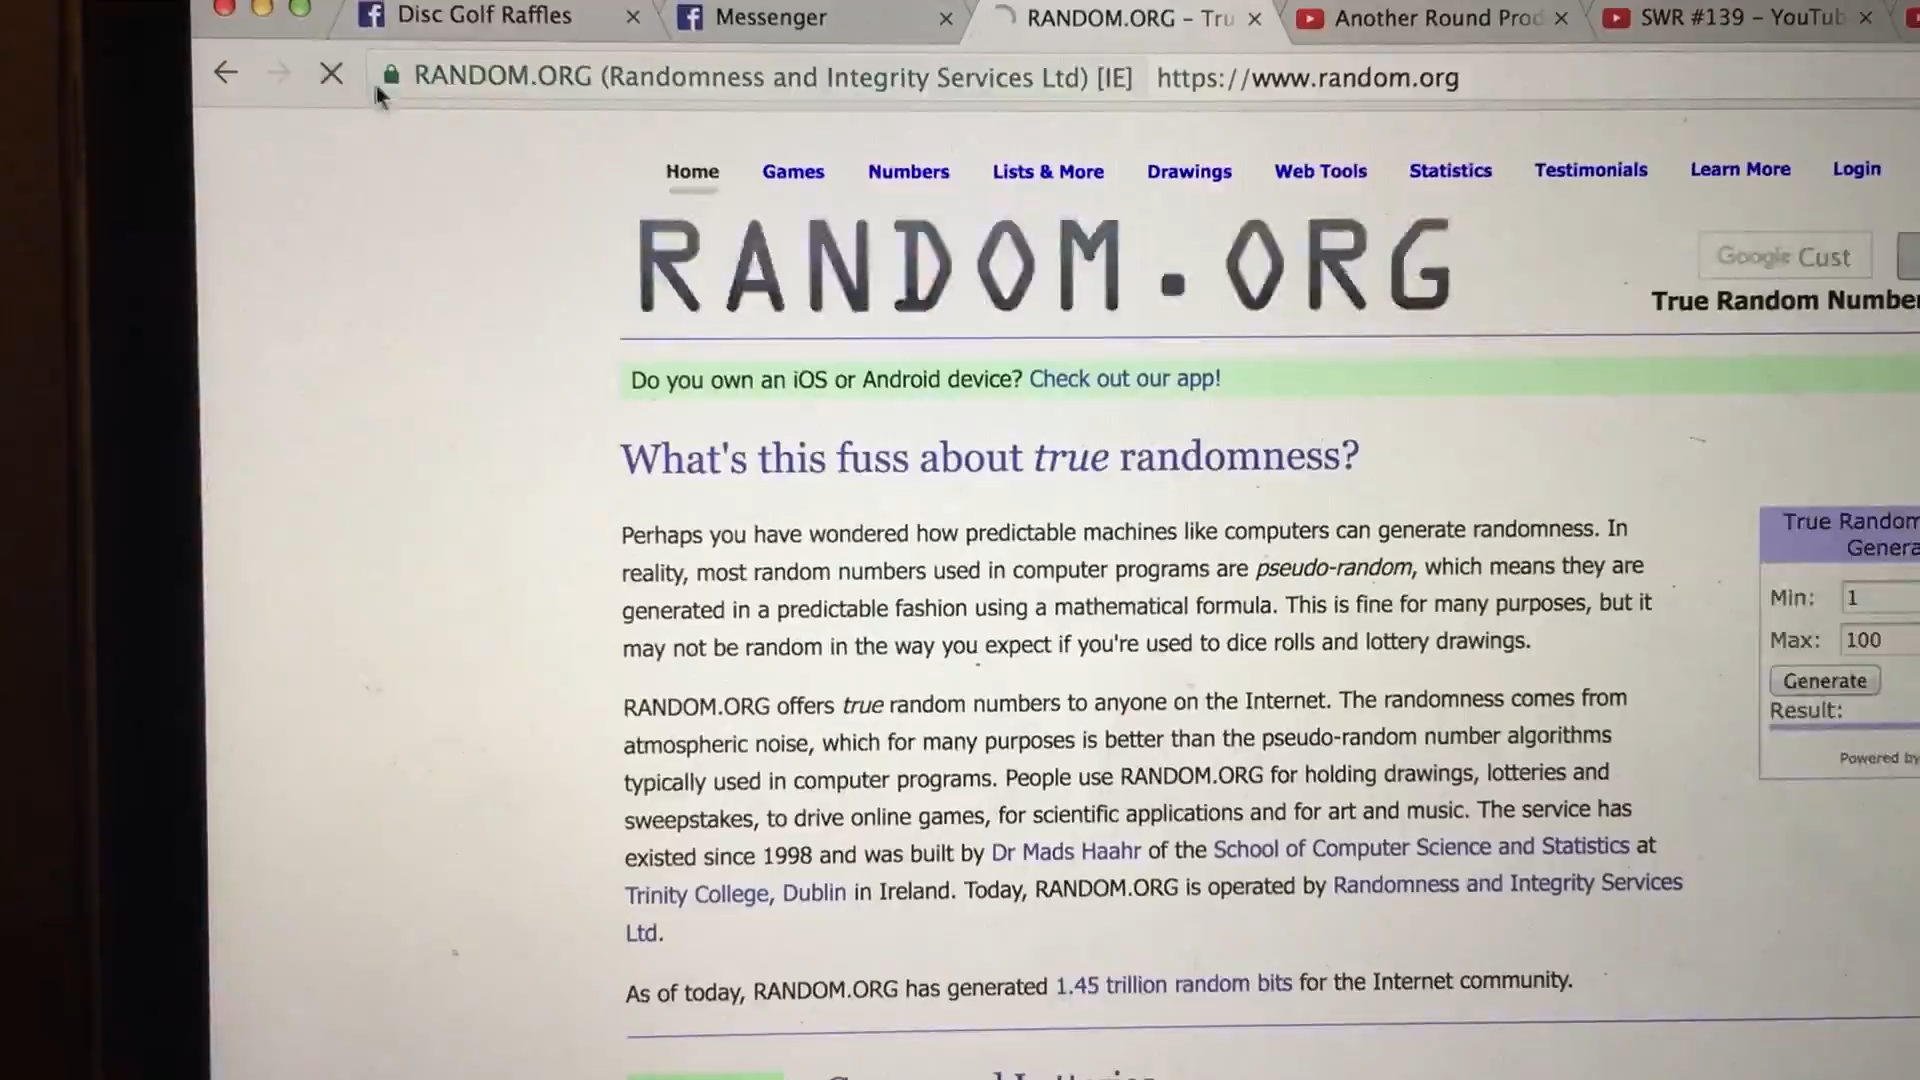 Disc Golf Raffles
Messenger
RANDOM.ORG – Tru
Another Round Prod
SWR #139 – YouTub
RANDOM.ORG (Randomness and Integrity Services Ltd) [IE] https://www.random.org
Home Games Numbers Lists & More Drawings Web Tools Statistics Testimonials Learn More Login
RANDOM.ORG
Google Cust
True Random Number
Do you own an iOS or Android device? Check out our app!
What's this fuss about true randomness?
Perhaps you have wondered how predictable machines like computers can generate randomness. In
reality, most random numbers used in computer programs are pseudo-random, which means they are
generated in a predictable fashion using a mathematical formula. This is fine for many purposes, but it
may not be random in the way you expect if you're used to dice rolls and lottery drawings.
RANDOM.ORG offers true random numbers to anyone on the Internet. The randomness comes from
atmospheric noise, which for many purposes is better than the pseudo-random number algorithms
typically used in computer programs. People use RANDOM.ORG for holding drawings, lotteries and
sweepstakes, to drive online games, for scientific applications and for art and music. The service has
existed since 1998 and was built by Dr Mads Haahr of the School of Computer Science and Statistics at
Trinity College, Dublin in Ireland. Today, RANDOM.ORG is operated by Randomness and Integrity Services
Ltd.
As of today, RANDOM.ORG has generated 1.45 trillion random bits for the Internet community.
True Random
Genera
Min: 1
Max: 100
Generate
Result:
Powered by